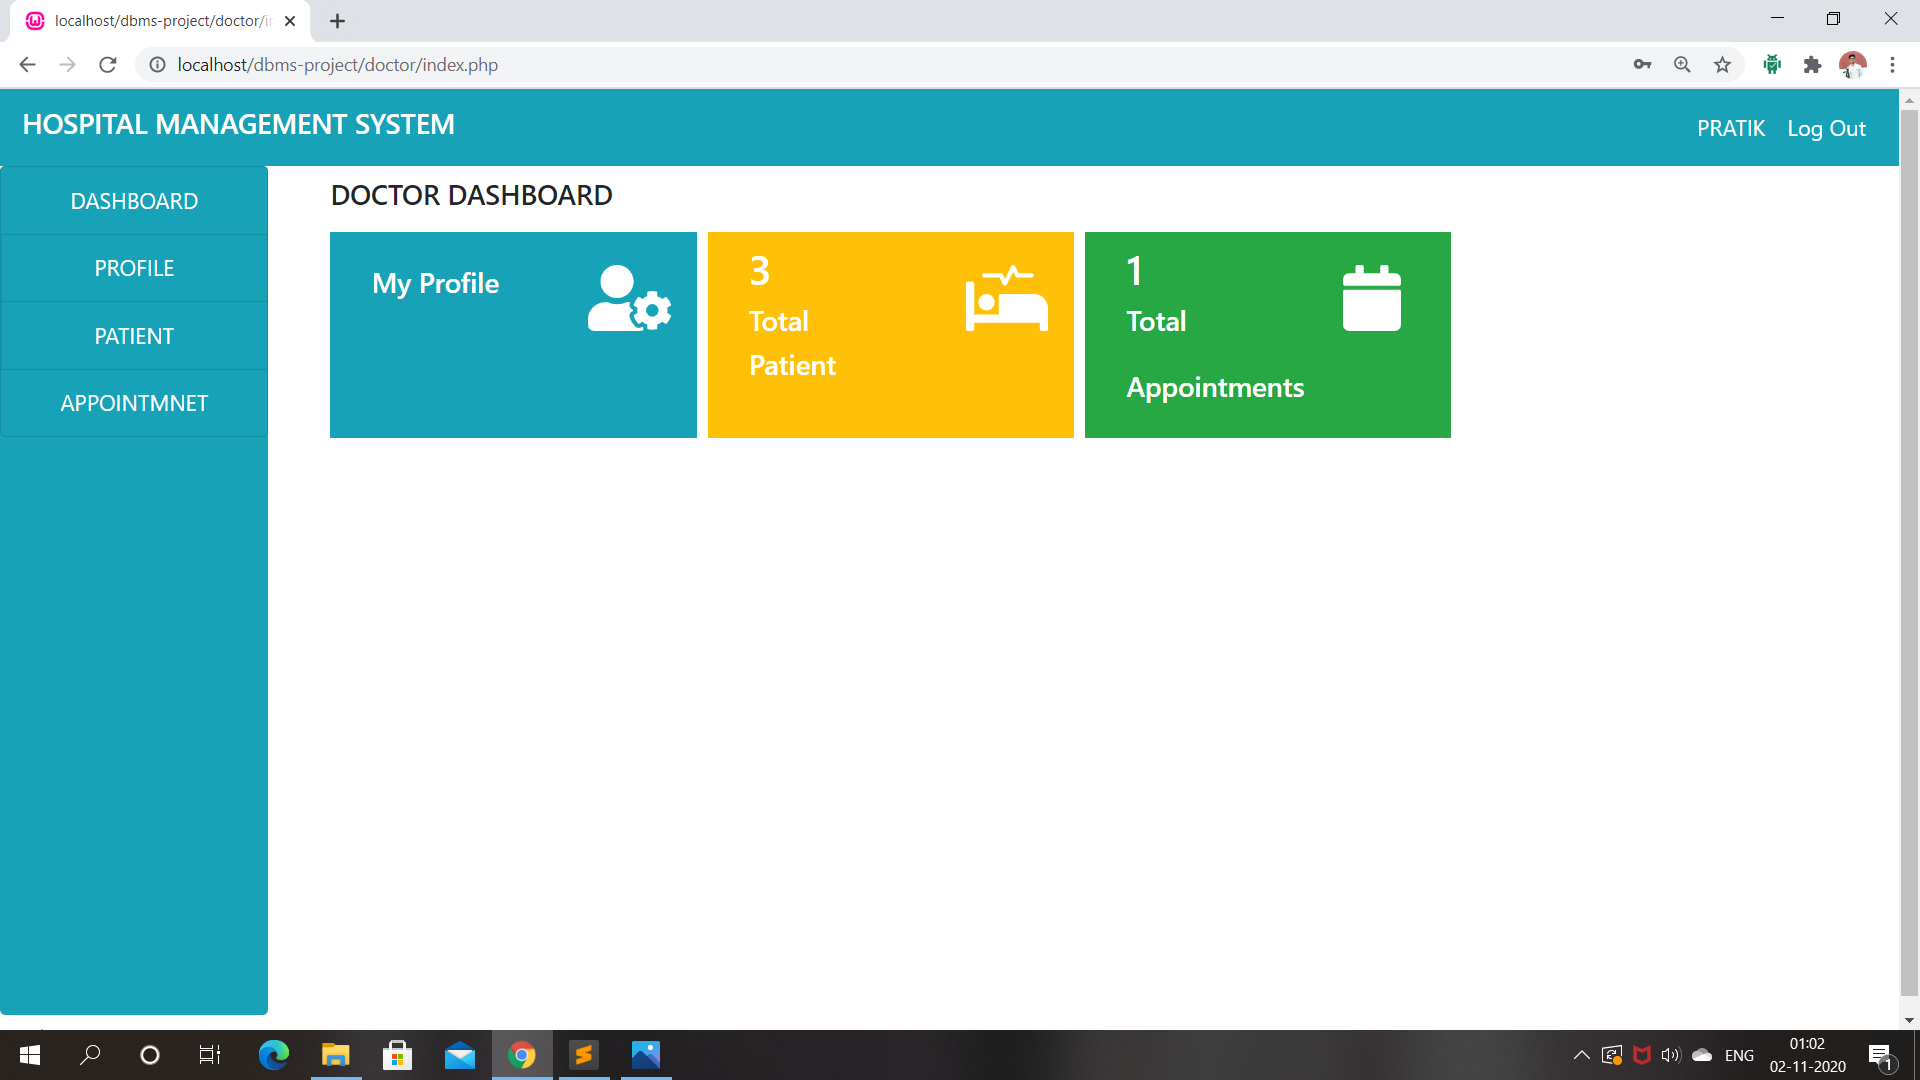 localhost/dbms-project/doctor/in
localhost/dbms-project/doctor/index.php
HOSPITAL MANAGEMENT SYSTEM
PRATIK Log Out
DASHBOARD
PROFILE
PATIENT
APPOINTMNET
DOCTOR DASHBOARD
My Profile
3
Total
Patient
1
Total
Appointments
ENG
01:02
02-11-2020
1